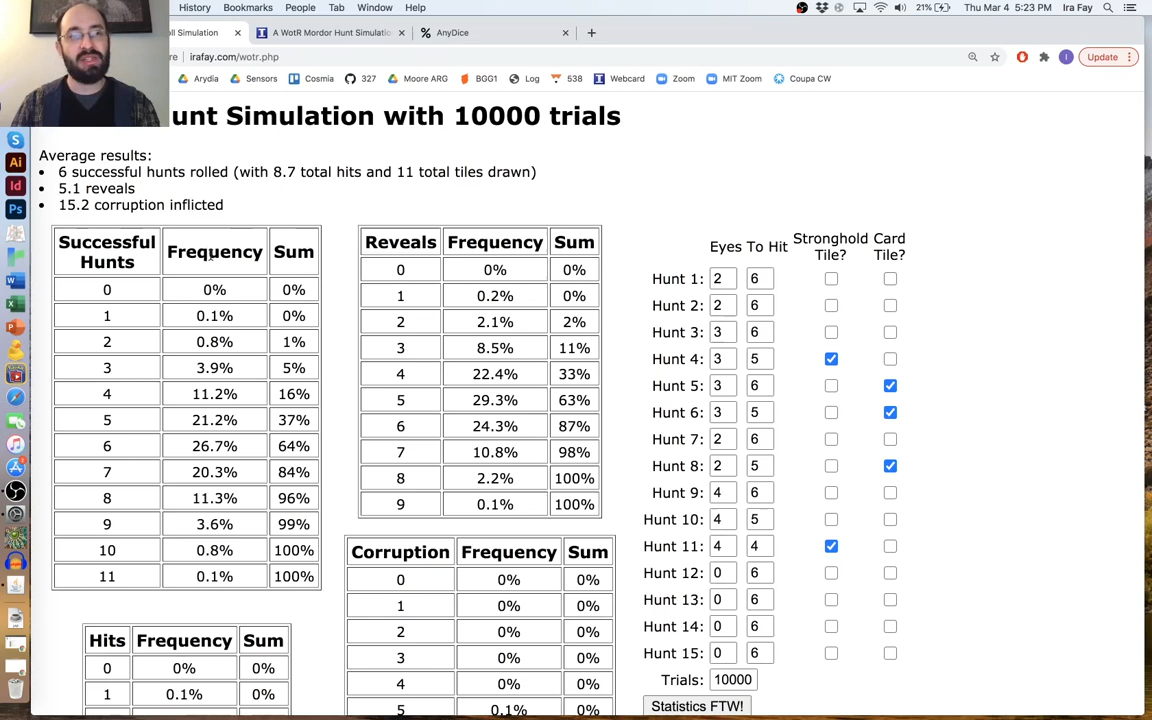 History Bookmarks People Tab Window Help 21% Thu Mar 4 5:23 PM Ira Fay
oll Simulation × A WotR Mordor Hunt Simulatio × AnyDice × +
re irafay.com/wotr.php I Update
Arydia Sensors Cosmia 327 Moore ARG BGG1 Log 538 Webcard Zoom MIT Zoom Coupa CW
unt Simulation with 10000 trials
Average results:
• 6 successful hunts rolled (with 8.7 total hits and 11 total tiles drawn)
• 5.1 reveals
• 15.2 corruption inflicted
Successful Hunts Frequency Sum
0 0% 0%
1 0.1% 0%
2 0.8% 1%
3 3.9% 5%
4 11.2% 16%
5 21.2% 37%
6 26.7% 64%
7 20.3% 84%
8 11.3% 96%
9 3.6% 99%
10 0.8% 100%
11 0.1% 100%
Hits Frequency Sum
0 0% 0%
1 0.1% 0%
Reveals Frequency Sum
0 0% 0%
1 0.2% 0%
2 2.1% 2%
3 8.5% 11%
4 22.4% 33%
5 29.3% 63%
6 24.3% 87%
7 10.8% 98%
8 2.2% 100%
9 0.1% 100%
Corruption Frequency Sum
0 0% 0%
1 0% 0%
2 0% 0%
3 0% 0%
4 0% 0%
5 0.1% 0%
Eyes To Hit Stronghold Tile? Card Tile?
Hunt 1: 2 6
Hunt 2: 2 6
Hunt 3: 3 6
Hunt 4: 3 5
Hunt 5: 3 6
Hunt 6: 3 5
Hunt 7: 2 6
Hunt 8: 2 5
Hunt 9: 4 6
Hunt 10: 4 5
Hunt 11: 4 4
Hunt 12: 0 6
Hunt 13: 0 6
Hunt 14: 0 6
Hunt 15: 0 6
Trials: 10000
Statistics FTW!
S
Ai
Id
Ps